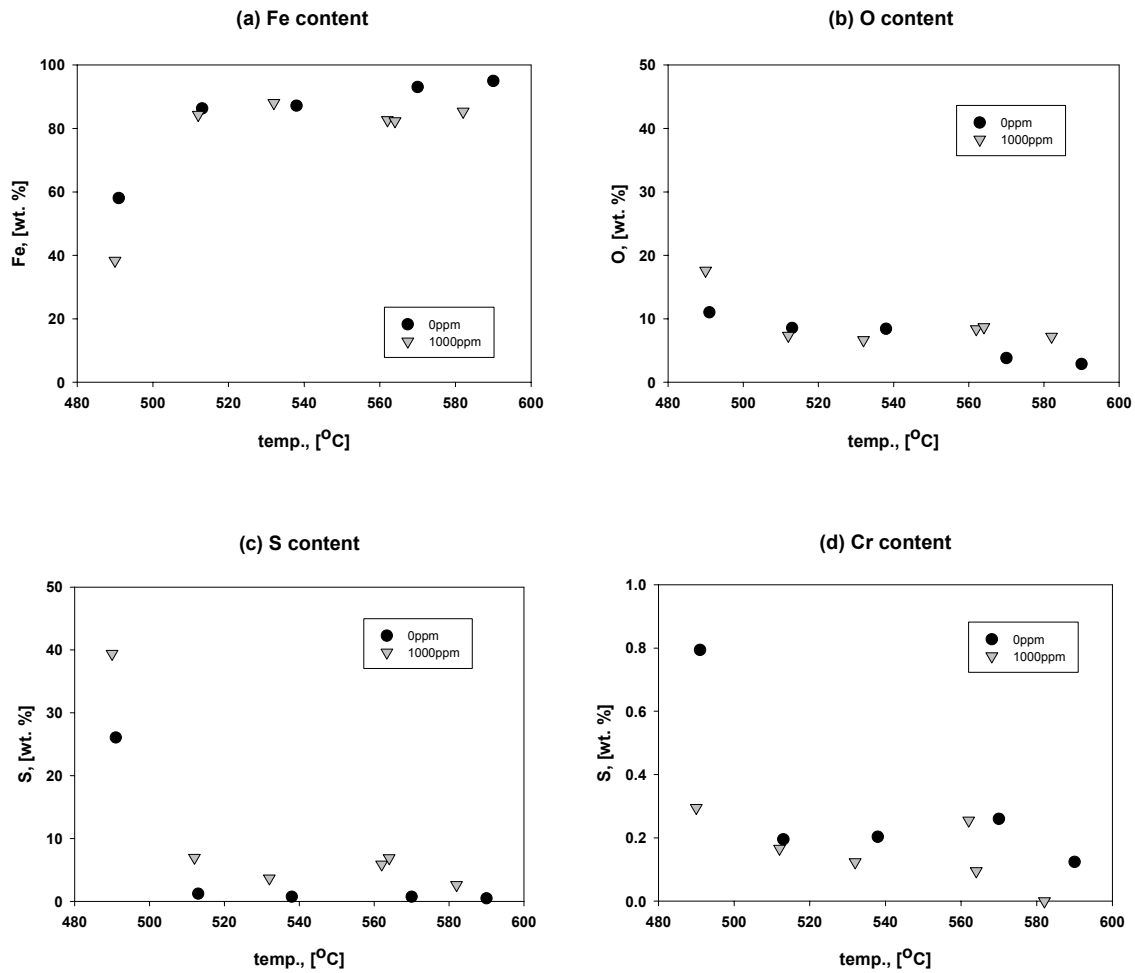 (a) Fe content
100
80
60
40
20
0
Fe, [wt. %]
0ppm
1000ppm
480 500 520 540 560 580 600
temp., [oC]
(b) O content
50
40
30
20
10
0
O, [wt. %]
0ppm
1000ppm
480 500 520 540 560 580 600
temp., [oC]
(c) S content
50
40
30
20
10
0
S, [wt. %]
0ppm
1000ppm
480 500 520 540 560 580 600
temp., [oC]
(d) Cr content
1.0
0.8
0.6
0.4
0.2
0.0
S, [wt. %]
0ppm
1000ppm
480 500 520 540 560 580 600
temp., [oC]